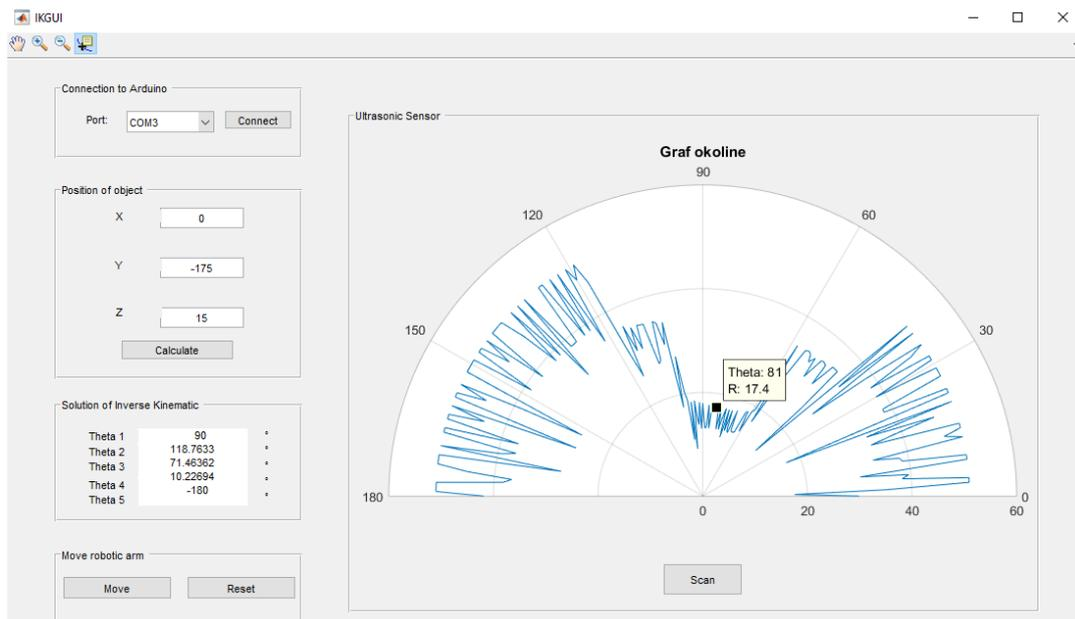 IKGUI
Connection to Arduino
Port: COM3 Connect
Position of object
X 0
Y -175
Z 15
Calculate
Solution of Inverse Kinematic
Theta 1 90 °
Theta 2 118.7633 °
Theta 3 71.46362
Theta 4 10.22694 °
Theta 5 -180 °
Move robotic arm
Move Reset
Ultrasonic Sensor
Graf okoline
90
120 60
150 30
Theta: 81
R: 17.4
180 0
0 20 40 60
Scan